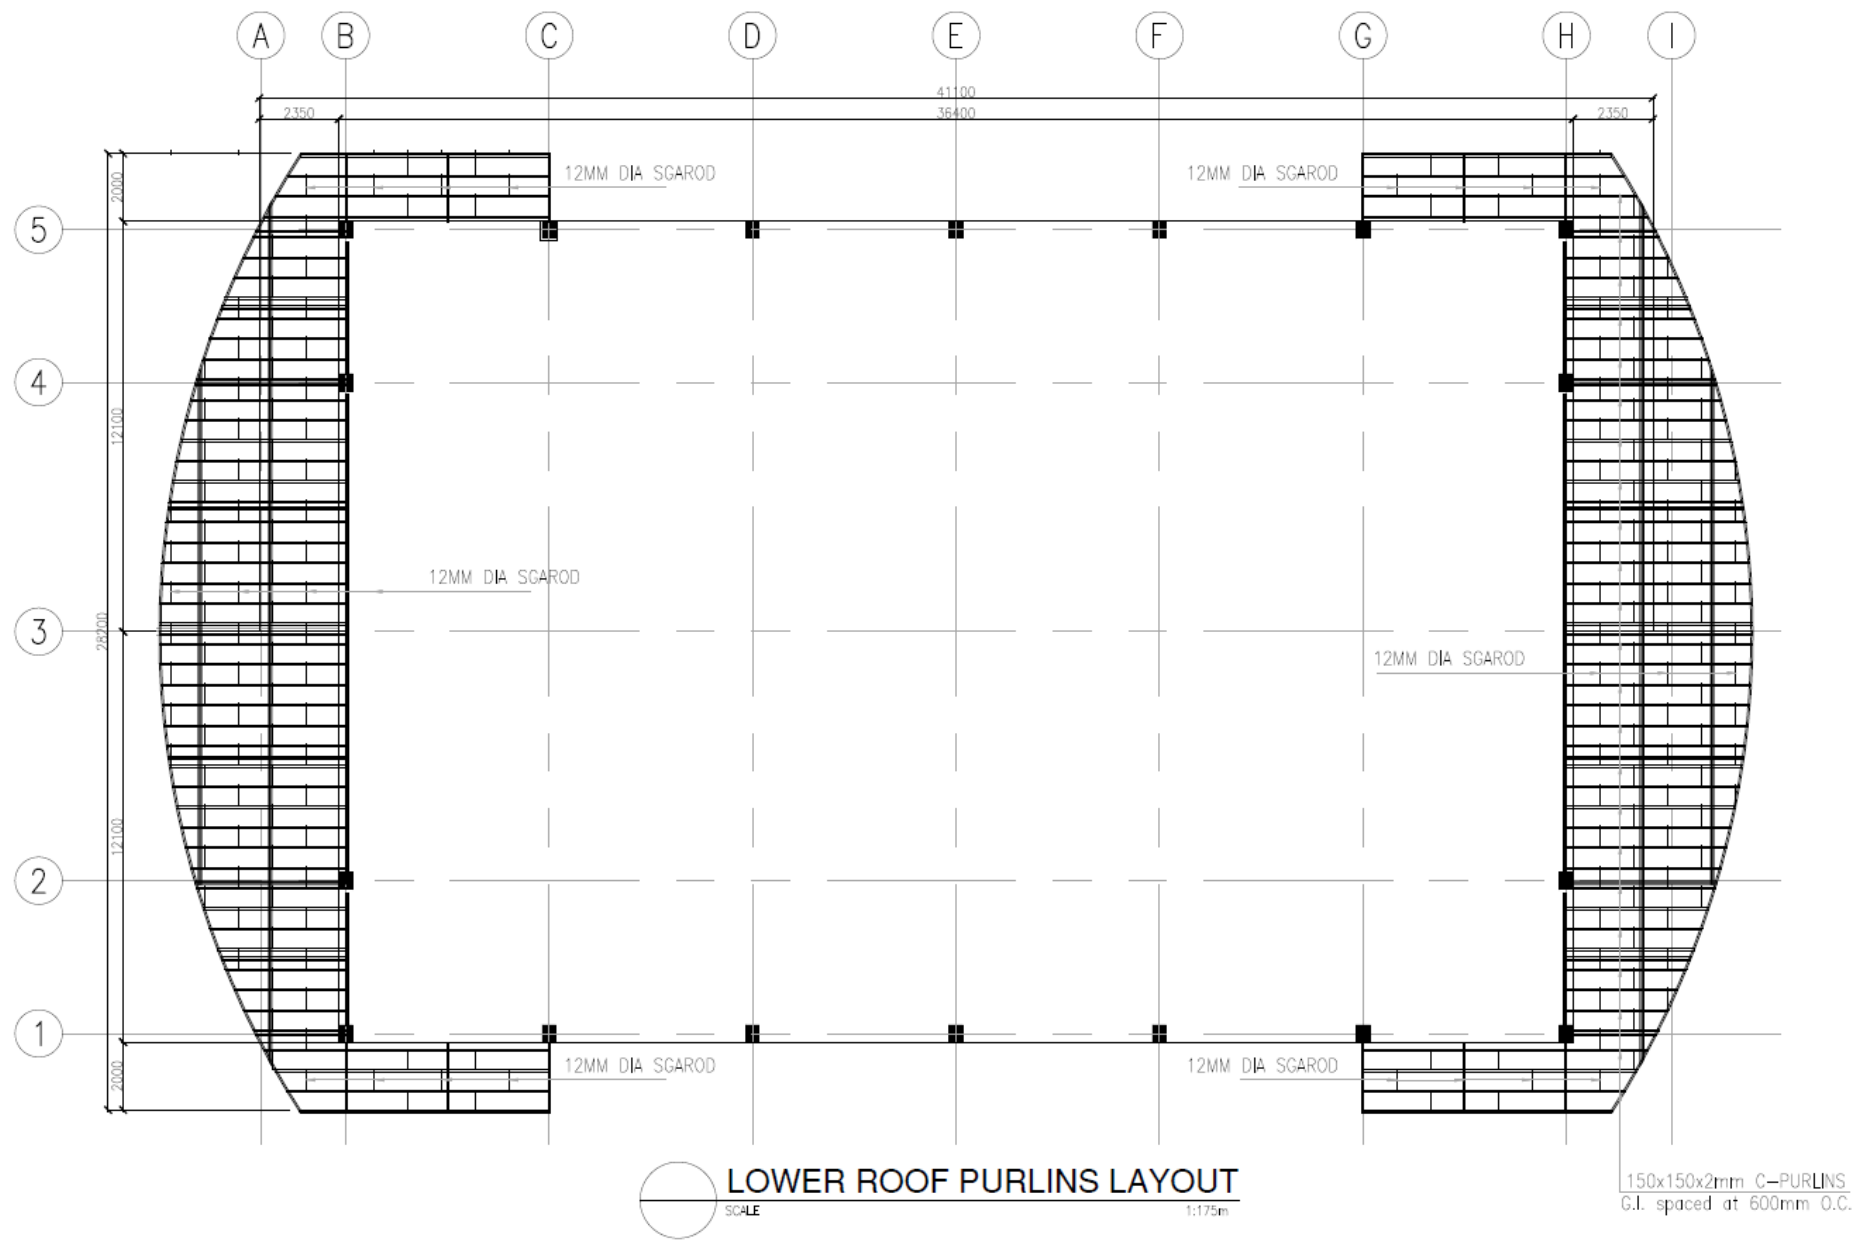 A B C D E F G H I
41100
2350 36400 2350
12MM DIA SGAROD 12MM DIA SGAROD
2000
5
4
12100
12MM DIA SGAROD
3
28200
12MM DIA SGAROD
12100
2
1
12MM DIA SGAROD 12MM DIA SGAROD
2000
LOWER ROOF PURLINS LAYOUT
SCALE 1:175m
150x150x2mm C-PURLINS
G.I. spaced at 600mm O.C.